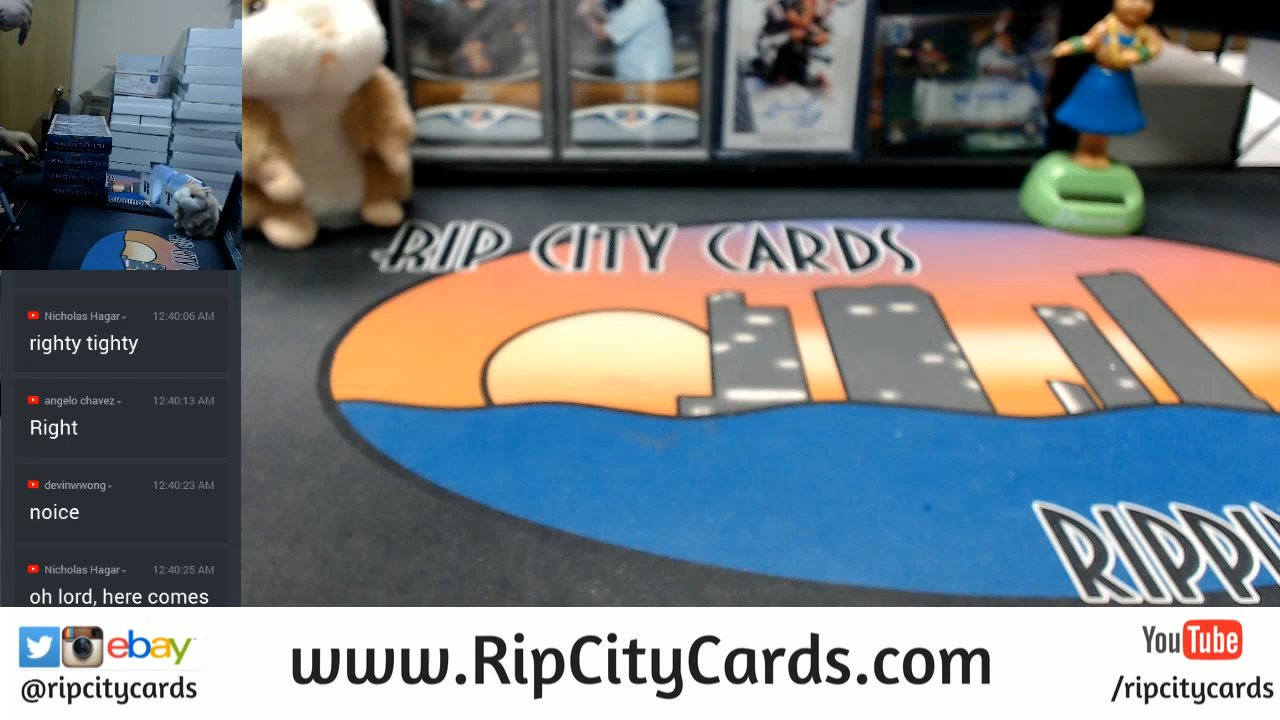 Nicholas Hagar
12:40:06 AM
righty tighty
angelo chavez
12:40:13 AM
Right
devinwwong
12:40:23 AM
noice
Nicholas Hagar
12:40:25 AM
oh lord, here comes
RIP CITY CARDS
ebay
@ripcitycards
www.RipCityCards.com
YouTube
/ripcitycards